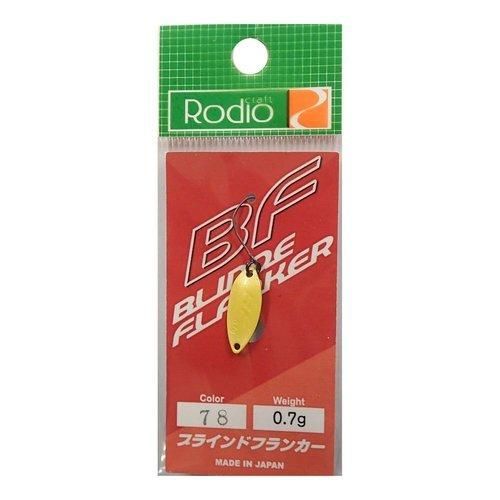 craft
Rodio
BF
BLINDE
FLANKER
Color
Weight
78
0.7g
ブラインドフランカー
MADE IN JAPAN